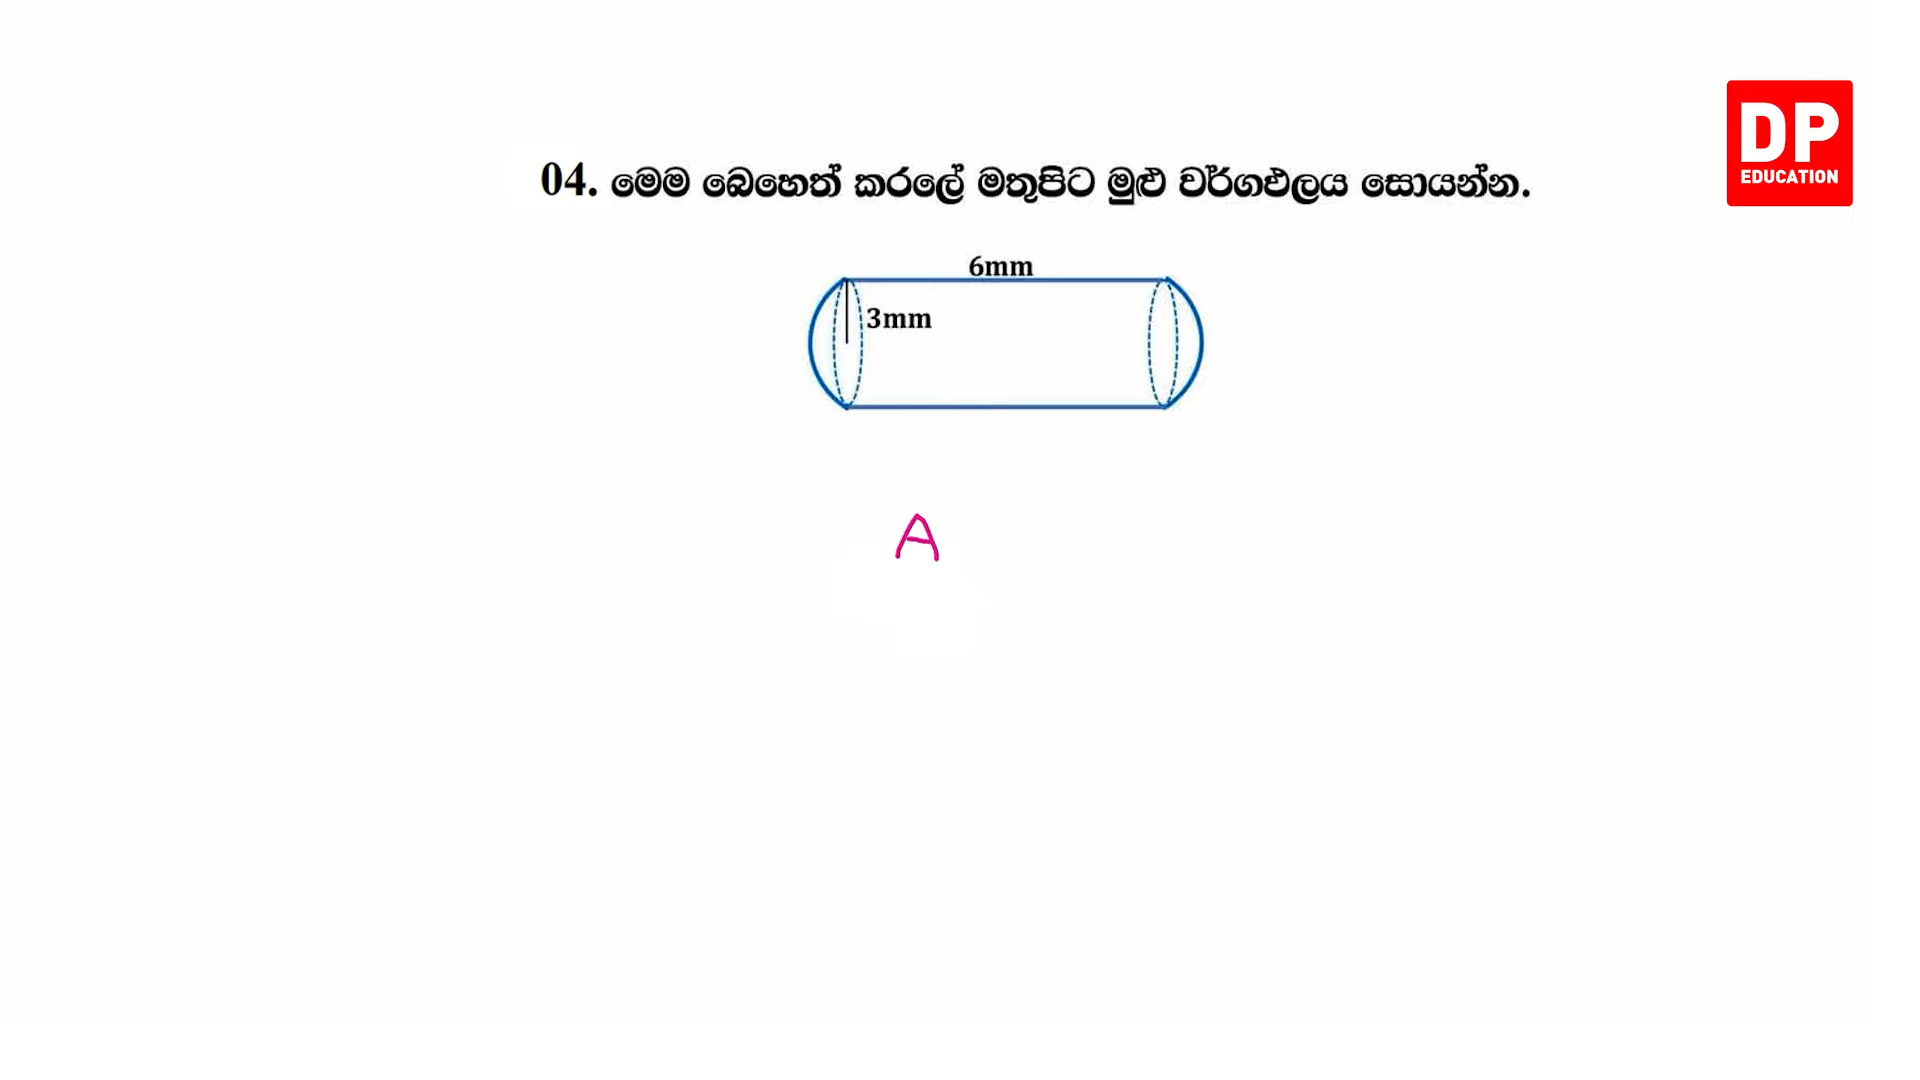 DP
EDUCATION
04. මෙම බෙහෙත් කරලේ මතුපිට මුළු වර්ගඵලය සොයන්න.
6mm
3mm
A